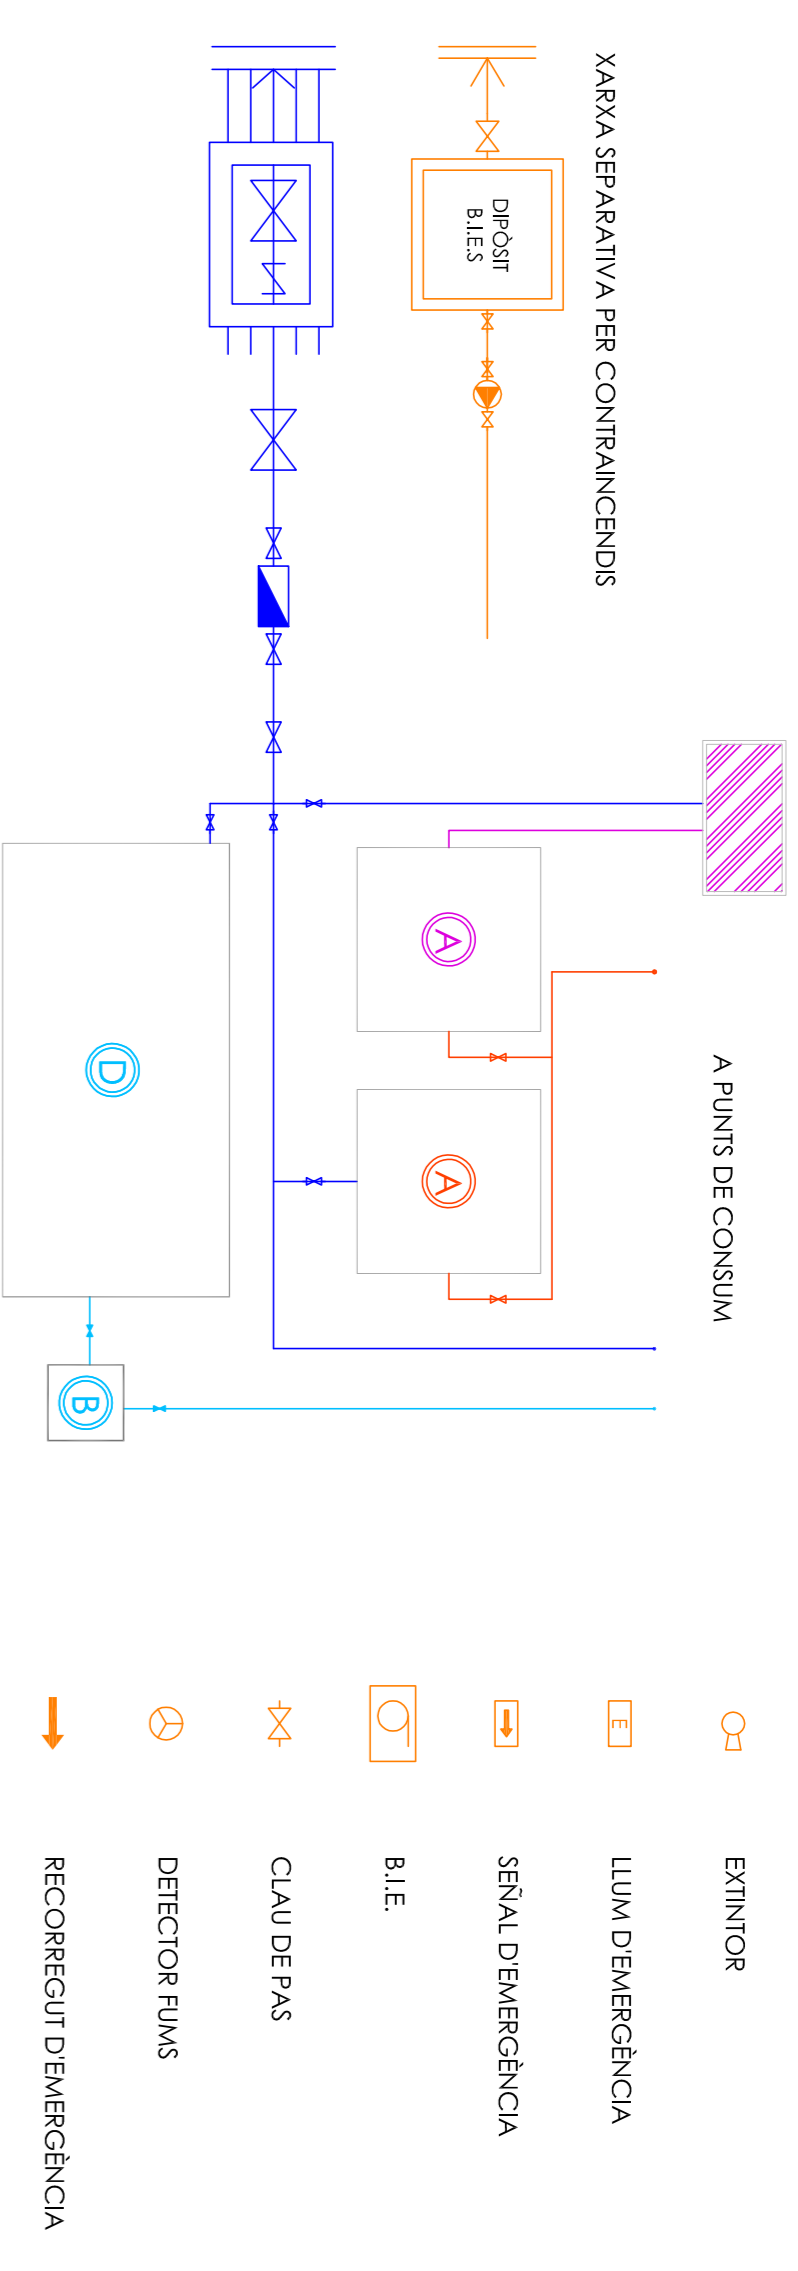 XARXA SEPARATIVA PER CONTRAINCENDIS
DIPÒSIT
B.I.E.S
A PUNTS DE CONSUM
A
A
D
B
EXTINTOR
E
LLUM D'EMERGÈNCIA
SEÑAL D'EMERGÈNCIA
B.I.E.
CLAU DE PAS
DETECTOR FUMS
RECORREGUT D'EMERGÈNCIA